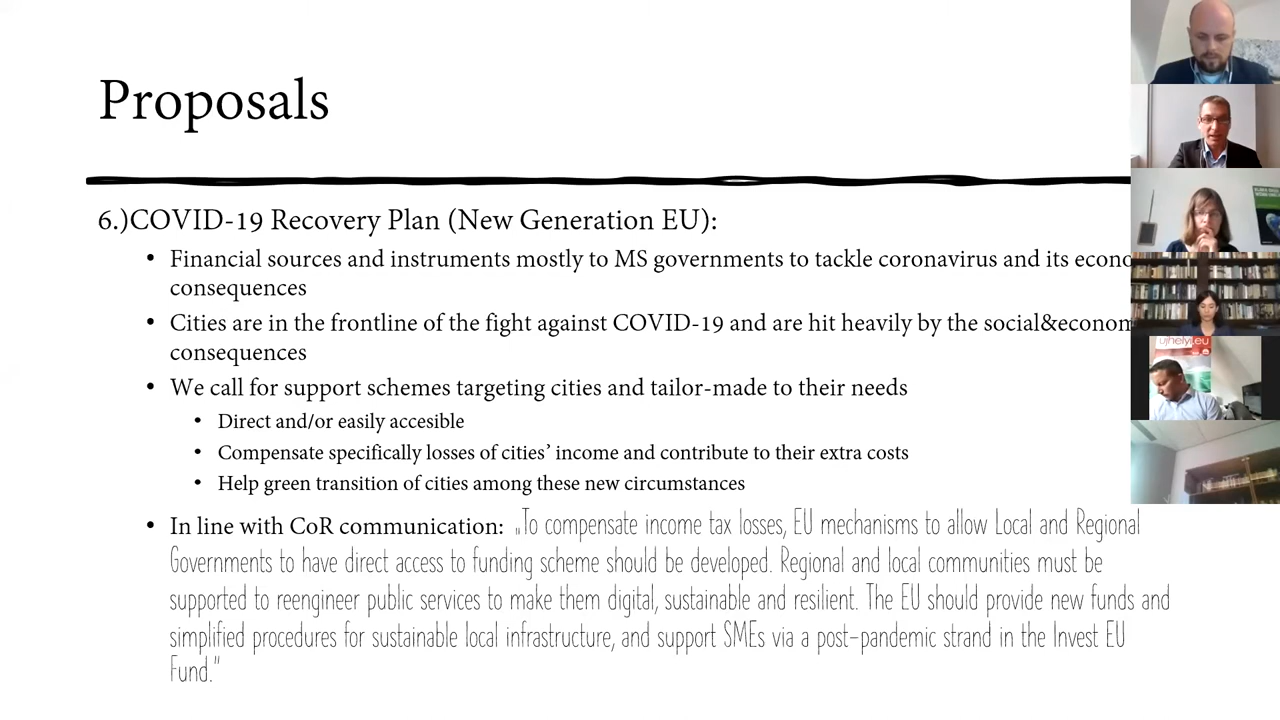 Proposals
6.)COVID-19 Recovery Plan (New Generation EU):
• Financial sources and instruments mostly to MS governments to tackle coronavirus and its econo
consequences
• Cities are in the frontline of the fight against COVID-19 and are hit heavily by the social&econom
consequences
• We call for support schemes targeting cities and tailor-made to their needs
• Direct and/or easily accesible
• Compensate specifically losses of cities’ income and contribute to their extra costs
• Help green transition of cities among these new circumstances
• In line with CoR communication: „To compensate income tax losses, EU mechanisms to allow Local and Regional
Governments to have direct access to funding scheme should be developed. Regional and local communities must be
supported to reengineer public services to make them digital, sustainable and resilient. The EU should provide new funds and
simplified procedures for sustainable local infrastructure, and support SMEs via a post-pandemic strand in the Invest EU
Fund.”
ujhelyi.eu